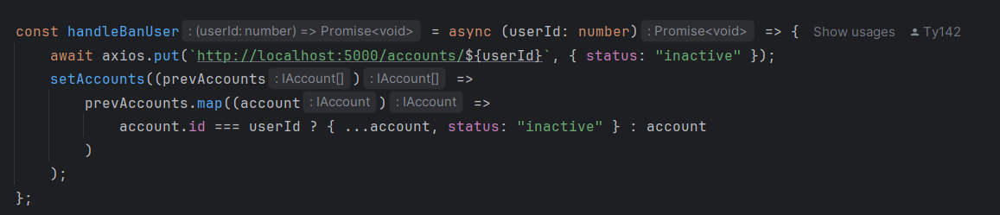 const handleBanUser : (userId: number) => Promise<void> = async (userId: number) : Promise<void> => { Show usages Ty142
await axios.put(`http://localhost:5000/accounts/${userId}`, { status: "inactive" });
setAccounts((prevAccounts : IAccount[] ) : IAccount[] =>
prevAccounts.map((account : IAccount ) : IAccount =>
account.id === userId ? { ...account, status: "inactive" } : account
)
);
};